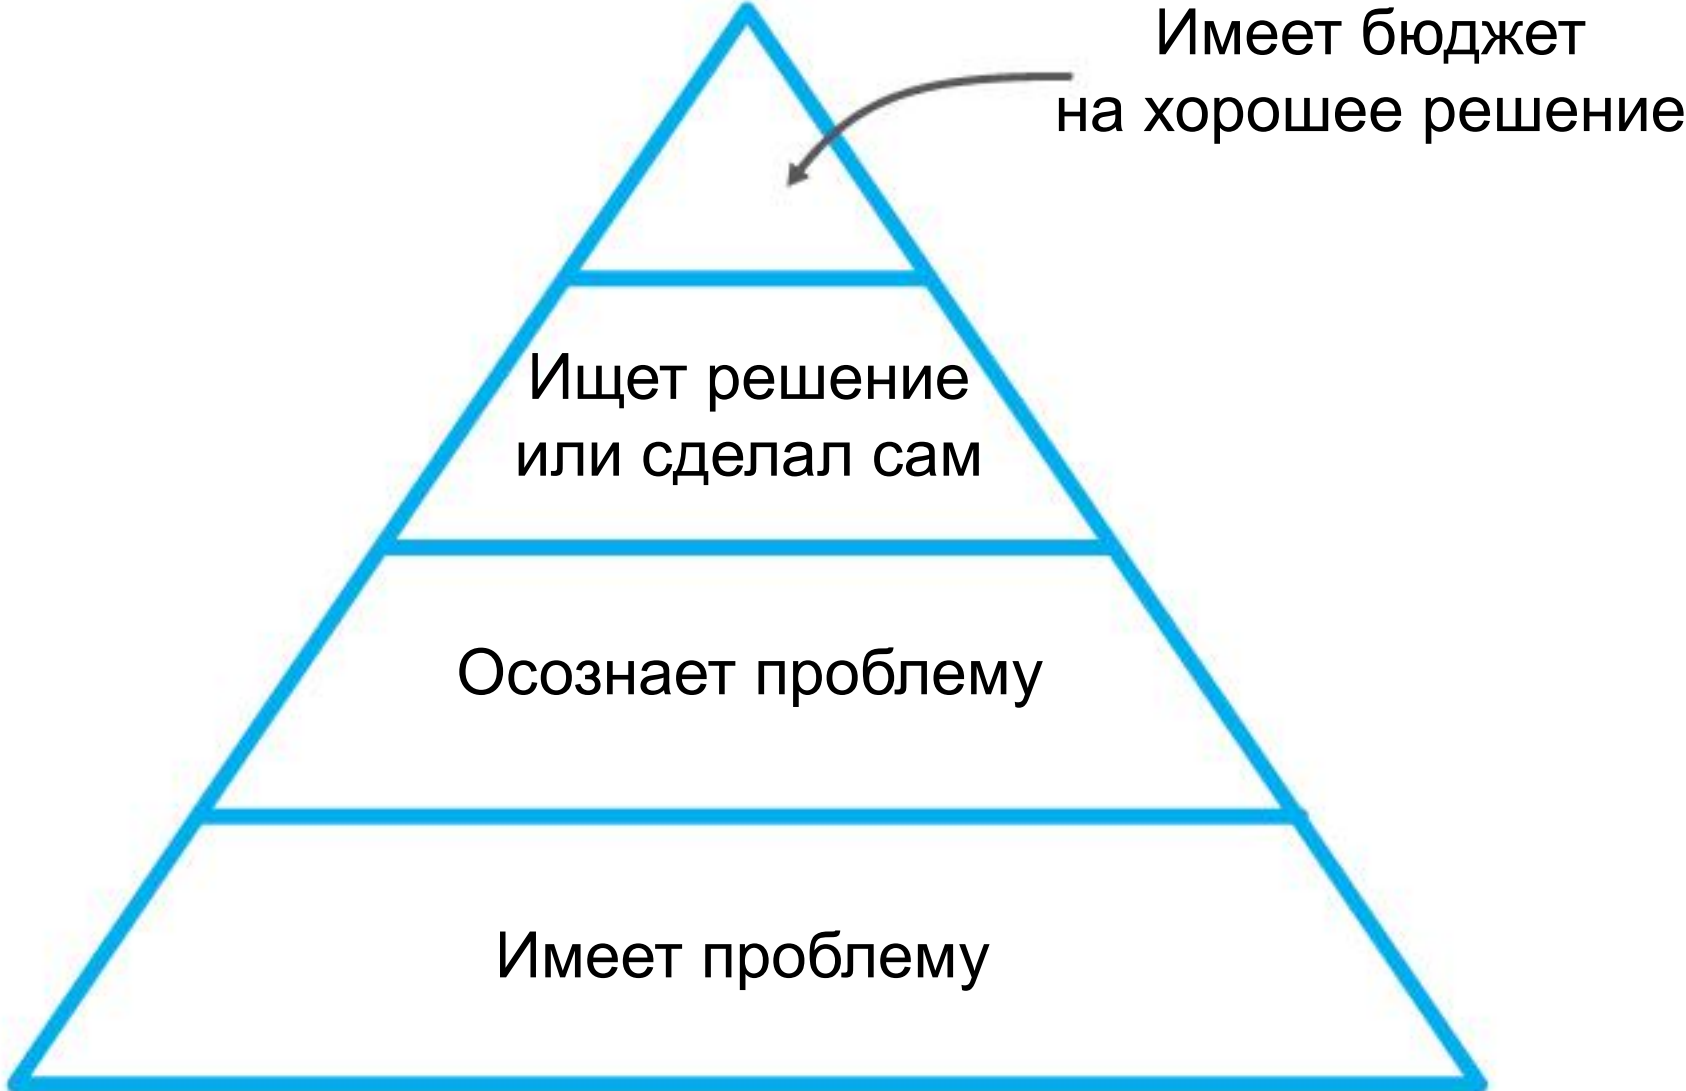 Имеет бюджет
на хорошее решение
Ищет решение
или сделал сам
Осознает проблему
Имеет проблему